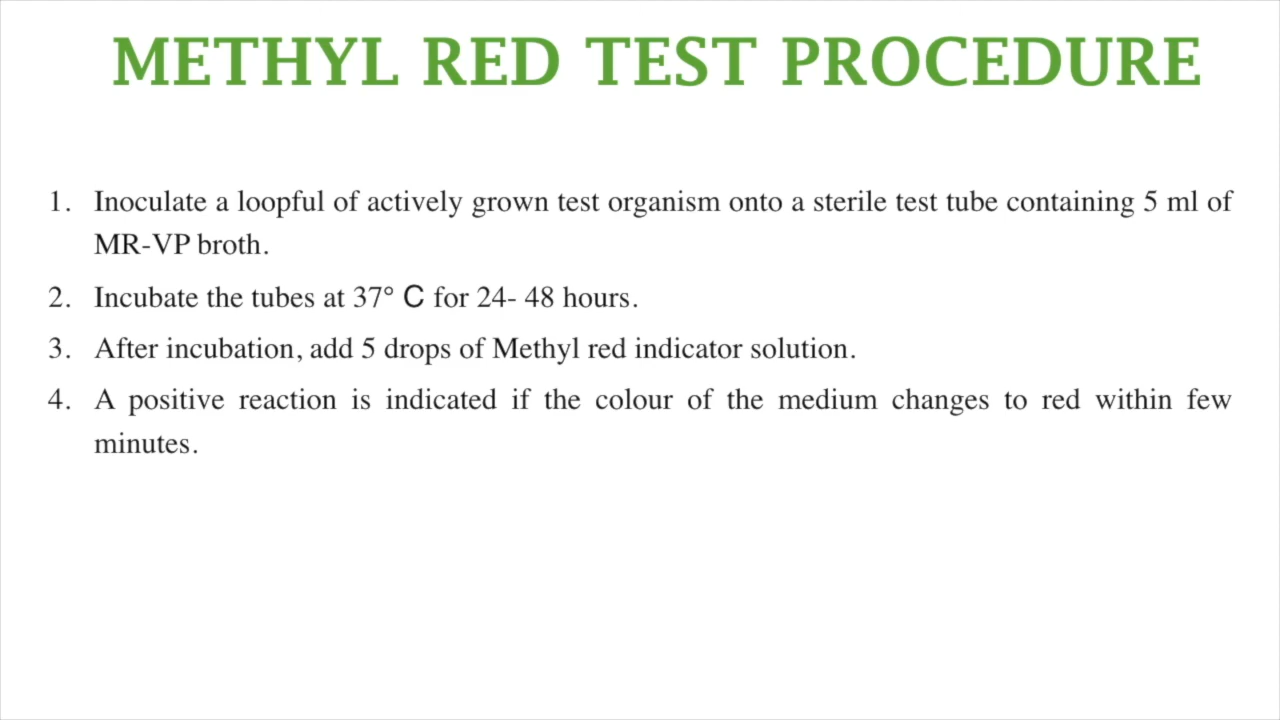 METHYL RED TEST PROCEDURE
1. Inoculate a loopful of actively grown test organism onto a sterile test tube containing 5 ml of
MR-VP broth.
2. Incubate the tubes at 37° C for 24- 48 hours.
3. After incubation, add 5 drops of Methyl red indicator solution.
4. A positive reaction is indicated if the colour of the medium changes to red within few
minutes.